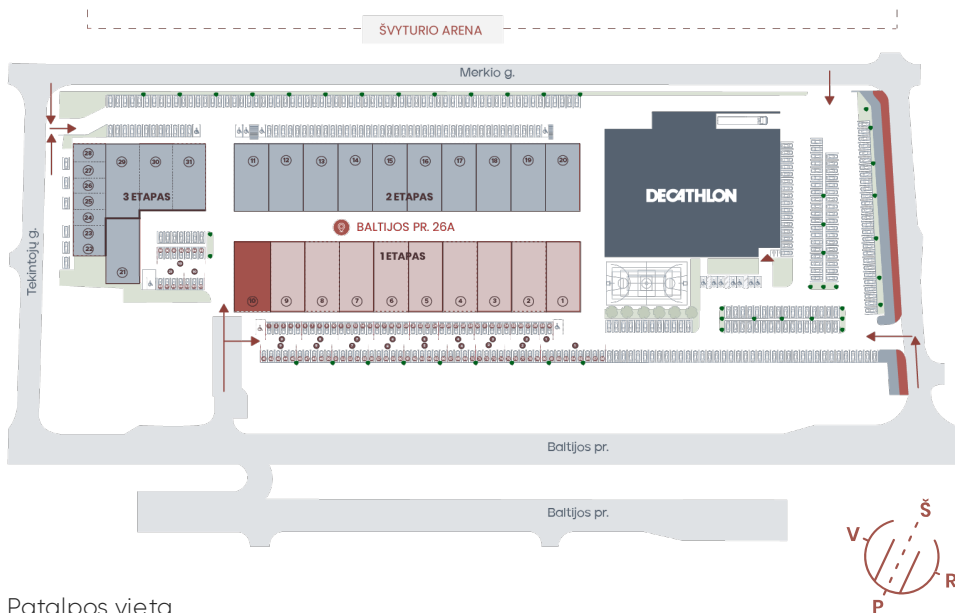 ŠVYTURIO ARENA
Merkio g.
28
27
26
25
24
23
22
29
30
31
3 ETAPAS
21
11
12
13
14
15
16
17
18
19
20
2 ETAPAS
BALTIJOS PR. 26A
1 ETAPAS
10
9
8
7
6
5
4
3
2
1
DECATHLON
Tekintojų g.
Baltijos pr.
Baltijos pr.
Š
V
R
P
Patalpos vieta